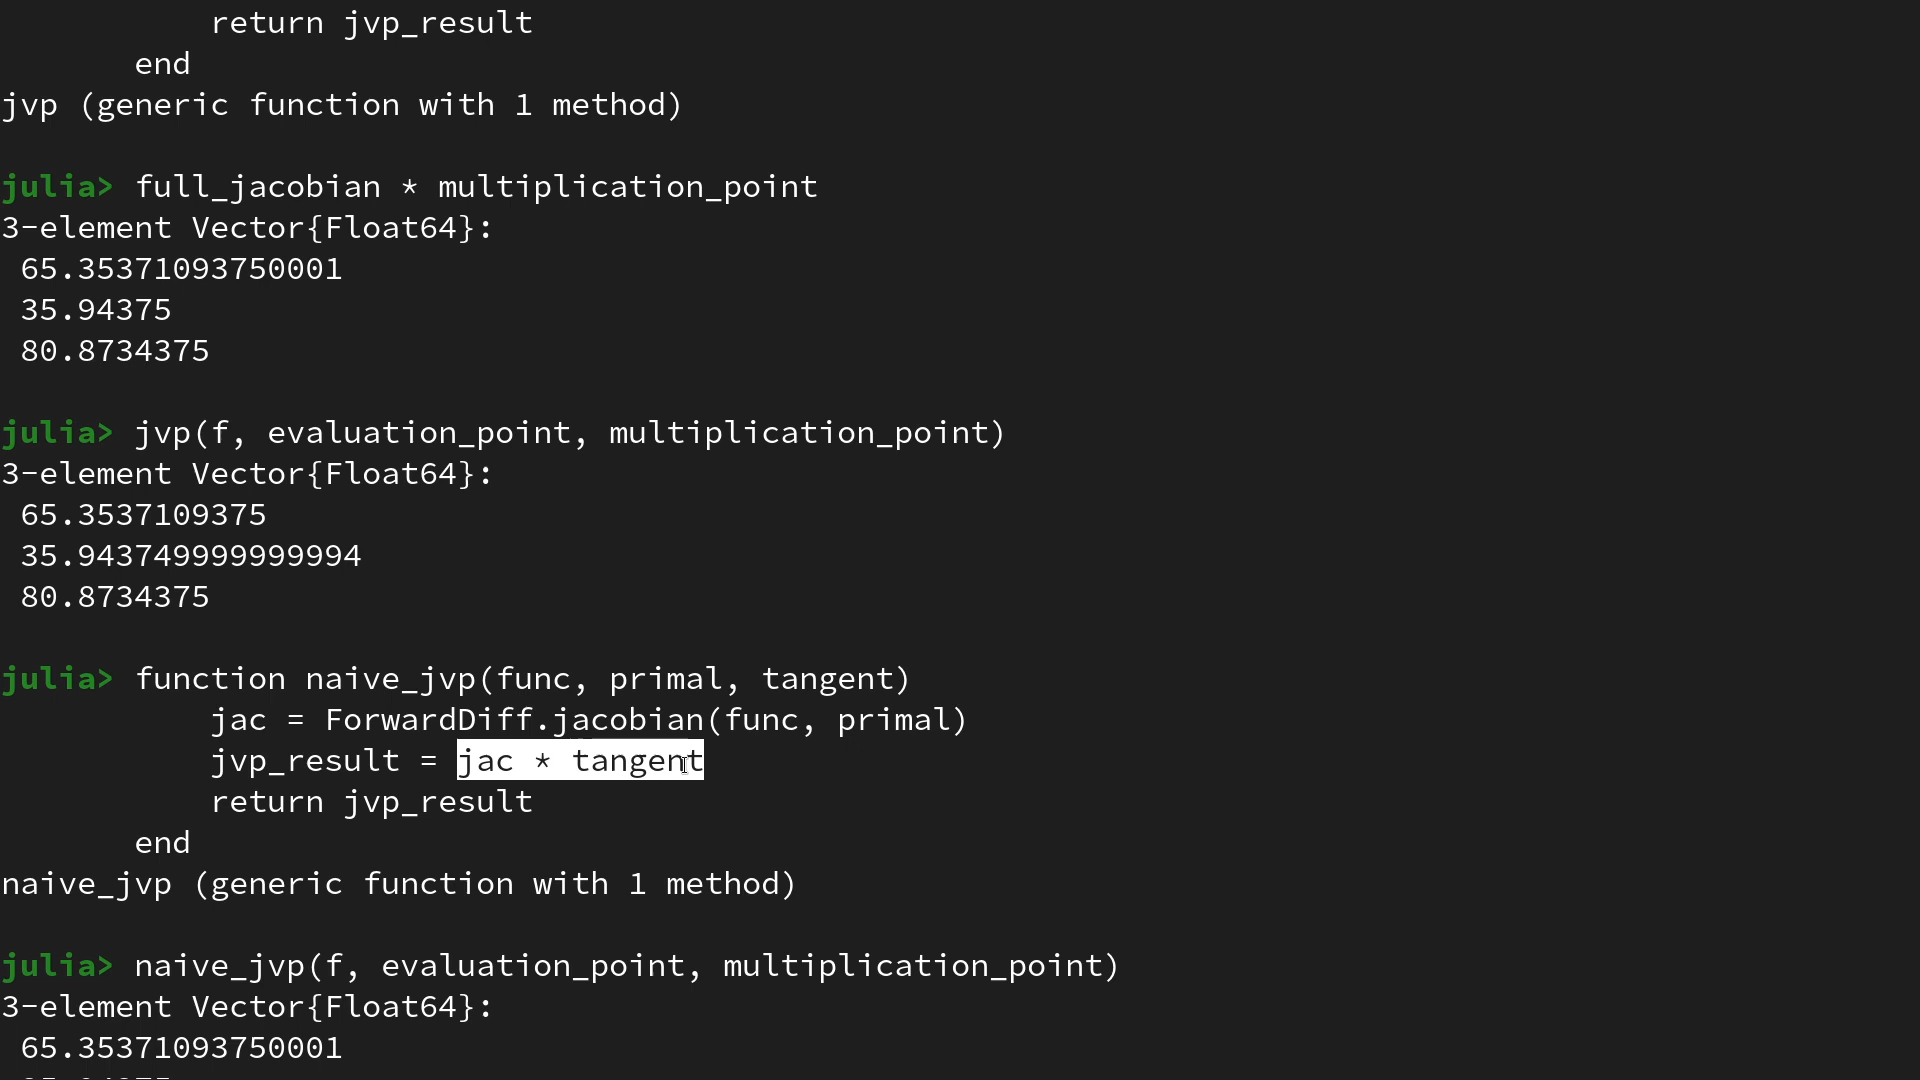 return jvp_result
end
jvp (generic function with 1 method)
julia> full_jacobian * multiplication_point
3-element Vector{Float64}:
65.35371093750001
35.94375
80.8734375
julia> jvp(f, evaluation_point, multiplication_point)
3-element Vector{Float64}:
65.3537109375
35.943749999999994
80.8734375
julia> function naive_jvp(func, primal, tangent)
jac = ForwardDiff.jacobian(func, primal)
jvp_result = jac * tangent
return jvp_result
end
naive_jvp (generic function with 1 method)
julia> naive_jvp(f, evaluation_point, multiplication_point)
3-element Vector{Float64}:
65.35371093750001